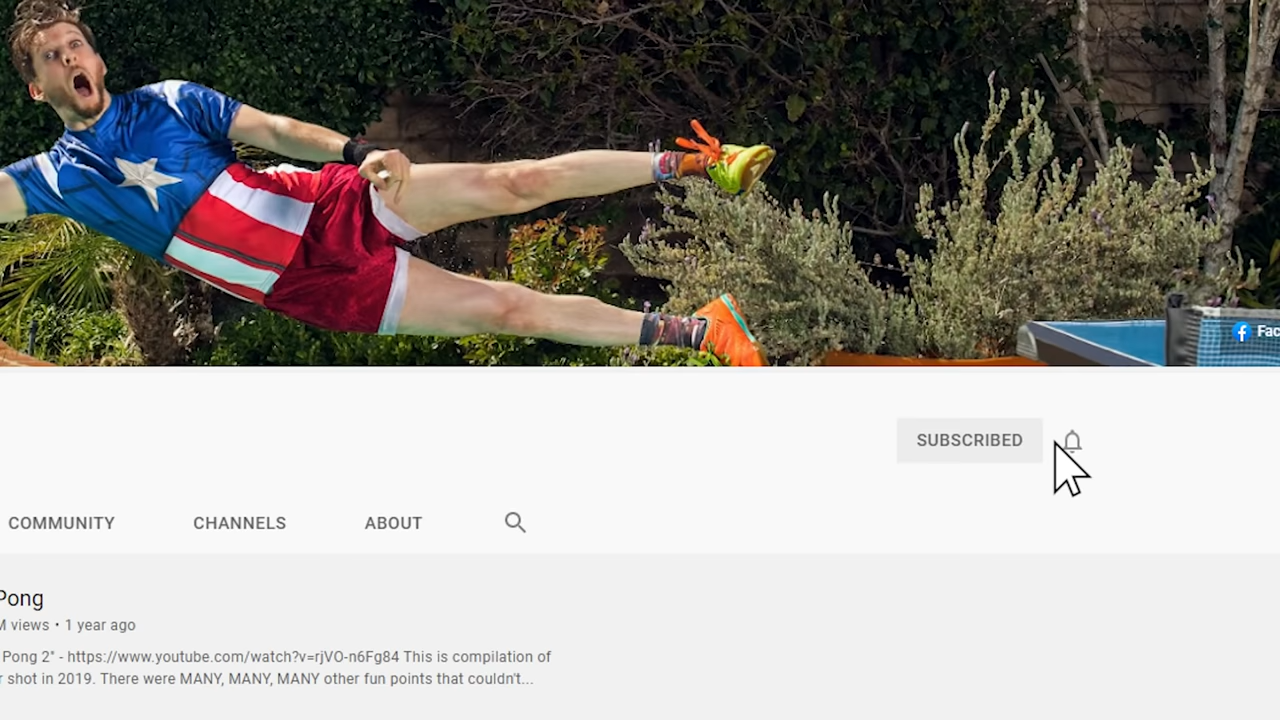 Fac
SUBSCRIBED
COMMUNITY CHANNELS ABOUT
Pong
M views • 1 year ago
Pong 2" - https://www.youtube.com/watch?v=rjVO-n6Fg84 This is compilation of
r shot in 2019. There were MANY, MANY, MANY other fun points that couldn't...